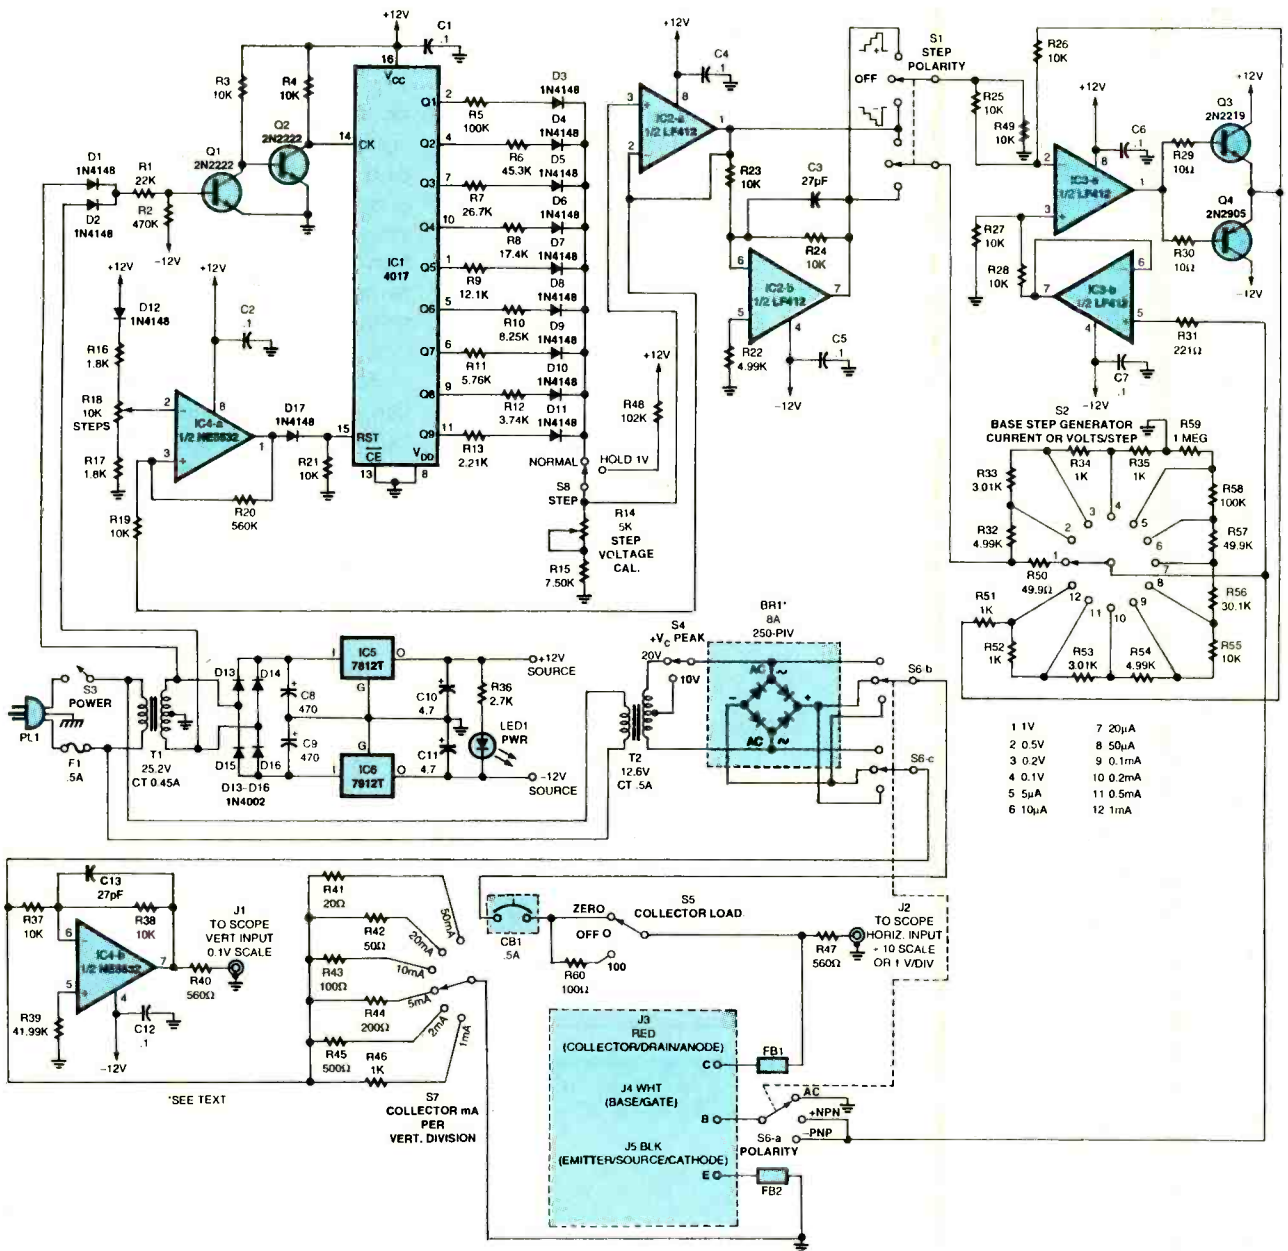 +12V
C1
.1
16
VCC
R3
10K
R4
10K
Q2
2N2222
Q1
2N2222
14
CK
D1
1N4148
R1
22K
R2
470K
D2
1N4148
-12V
IC1
4017
Q1
2
R5
100K
D3
1N4148
Q2
4
R6
45.3K
D4
1N4148
Q3
7
R7
26.7K
D5
1N4148
Q4
10
R8
17.4K
D6
1N4148
Q5
1
R9
12.1K
D7
1N4148
Q6
5
R10
8.25K
D8
1N4148
Q7
6
R11
5.76K
D9
1N4148
Q8
9
R12
3.74K
D10
1N4148
Q9
11
R13
2.21K
D11
1N4148
15
RST
CE
VDD
13
8
+12V
D12
1N4148
R16
1.8K
R18
10K
STEPS
R17
1.8K
C2
.1
2
3
8
1
IC4-a
1/2 NE5532
D17
1N4148
R21
10K
R20
560K
R19
10K
NORMAL
HOLD 1V
S8
STEP
R14
5K
STEP
VOLTAGE
CAL.
R15
7.50K
+12V
R48
102K
+12V
C4
.1
3
8
1
2
IC2-a
1/2 LF412
R23
10K
C3
27pF
R24
10K
6
IC2-b
1/2 LF412
7
5
4
R22
4.99K
C5
.1
-12V
S1
STEP
POLARITY
OFF
R26
10K
R25
10K
R49
10K
+12V
C6
.1
8
2
IC3-a
1/2 LF412
1
3
R29
10Ω
R30
10Ω
+12V
Q3
2N2219
Q4
2N2905
-12V
R27
10K
R28
10K
6
IC3-b
1/2 LF412
7
5
4
R31
221Ω
C7
.1
-12V
S2
BASE STEP GENERATOR
CURRENT OR VOLTS/STEP
R59
1 MEG
R34
1K
R35
1K
R33
3.01K
R58
100K
R32
4.99K
R57
49.9K
R50
49.9Ω
R56
30.1K
R51
1K
R52
1K
R53
3.01K
R54
4.99K
R55
10K
1
2
3
4
5
6
7
8
9
10
11
12
1 1V
2 0.5V
3 0.2V
4 0.1V
5 5µA
6 10µA
7 20µA
8 50µA
9 0.1mA
10 0.2mA
11 0.5mA
12 1mA
S3
POWER
PL1
F1
.5A
T1
25.2V
CT 0.45A
D13
D14
D15
D16
D13-D16
1N4002
C8
470
C9
470
I
IC5
7812T
O
G
G
I
IC6
7912T
O
C10
4.7
C11
4.7
R36
2.7K
LED1
PWR
+12V
SOURCE
-12V
SOURCE
T2
12.6V
CT .5A
S4
+VC PEAK
20V
10V
BR1*
8A
250-PIV
AC
AC
S6-b
S6-c
C13
27pF
R37
10K
R38
10K
6
IC4-b
1/2 NE5532
7
5
4
R39
41.99K
C12
.1
-12V
R40
560Ω
J1
TO SCOPE
VERT INPUT
0.1V SCALE
R41
20Ω
R42
50Ω
R43
100Ω
R44
200Ω
R45
500Ω
R46
1K
50mA
20mA
10mA
5mA
2mA
1mA
S7
COLLECTOR mA
PER
VERT. DIVISION
*SEE TEXT
CB1
.5A
S5
COLLECTOR LOAD
ZERO
OFF
100
R60
100Ω
R47
560Ω
J2
TO SCOPE
HORIZ. INPUT
÷ 10 SCALE
OR 1 V/DIV
J3
RED
(COLLECTOR/DRAIN/ANODE)
C
FB1
J4 WHT
(BASE/GATE)
B
AC
+NPN
-PNP
S6-a
POLARITY
J5 BLK
(EMITTER/SOURCE/CATHODE)
E
FB2